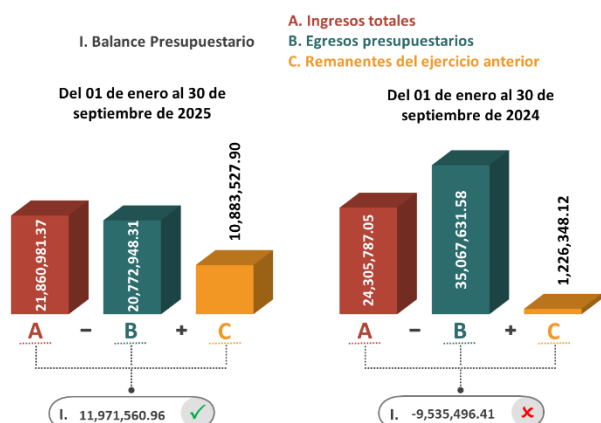 I. Balance Presupuestario
A. Ingresos totales
B. Egresos presupuestarios
C. Remanentes del ejercicio anterior
Del 01 de enero al 30 de
septiembre de 2025
21,860,981.37
20,772,948.31
10,883,527.90
A - B + C
I. 11,971,560.96
Del 01 de enero al 30 de
septiembre de 2024
24,305,787.05
35,067,631.58
1,226,348.12
A - B + C
I. -9,535,496.41